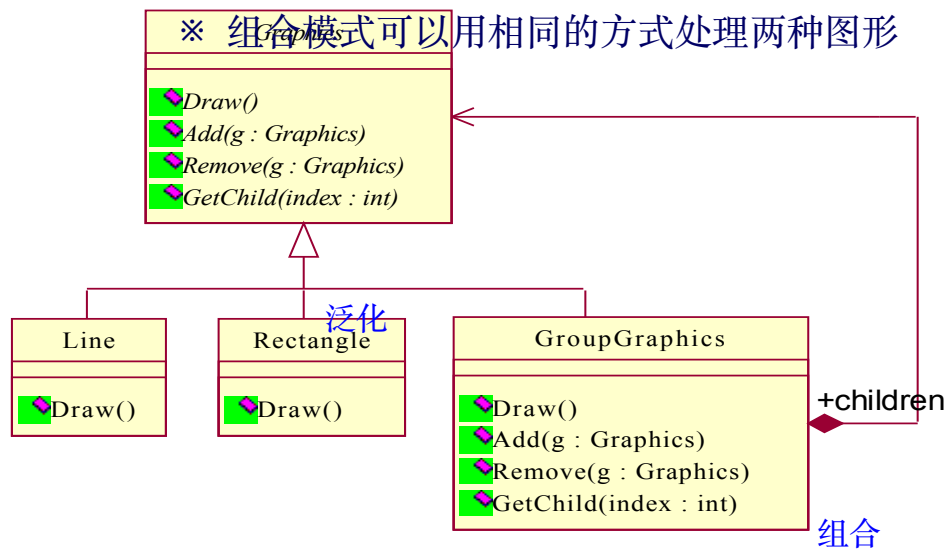 ※ 组合模式可以用相同的方式处理两种图形
Graphics
Draw()
Add(g : Graphics)
Remove(g : Graphics)
GetChild(index : int)
泛化
Line
Draw()
Rectangle
Draw()
GroupGraphics
Draw()
Add(g : Graphics)
Remove(g : Graphics)
GetChild(index : int)
+children
组合